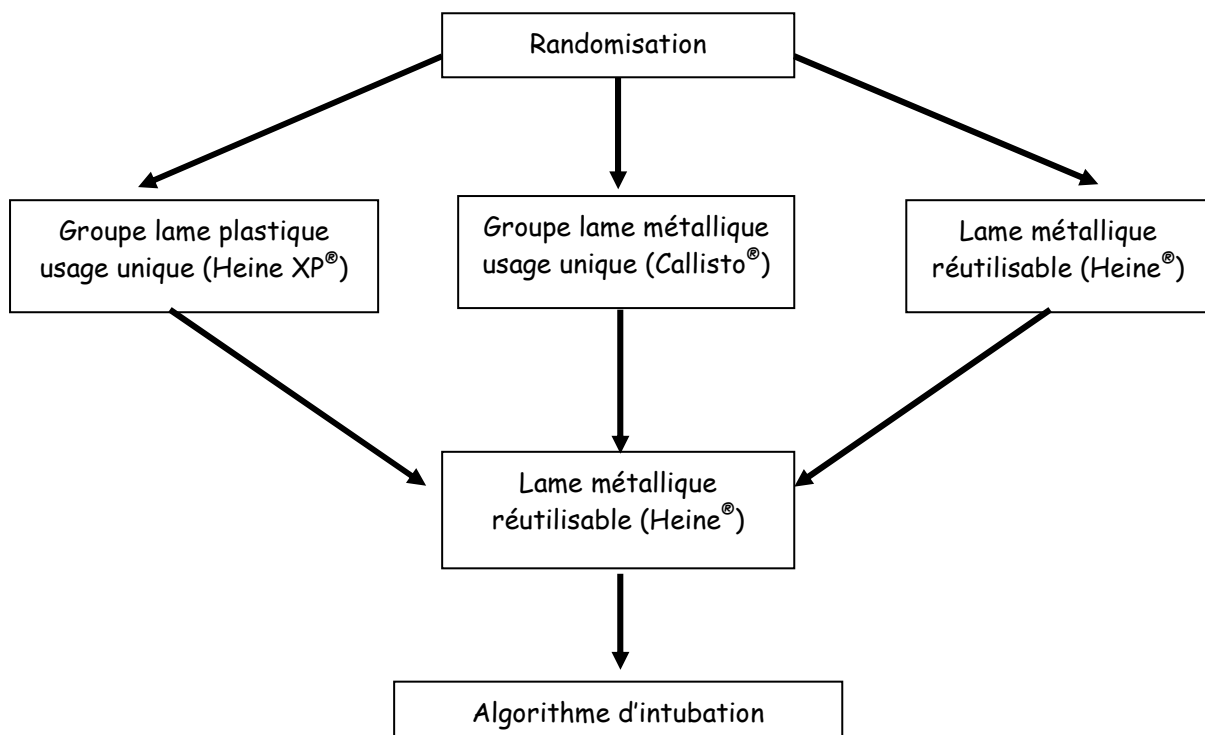 Randomisation
Groupe lame plastique
usage unique (Heine XP®)
Groupe lame métallique
usage unique (Callisto®)
Lame métallique
réutilisable (Heine®)
Lame métallique
réutilisable (Heine®)
Algorithme d'intubation